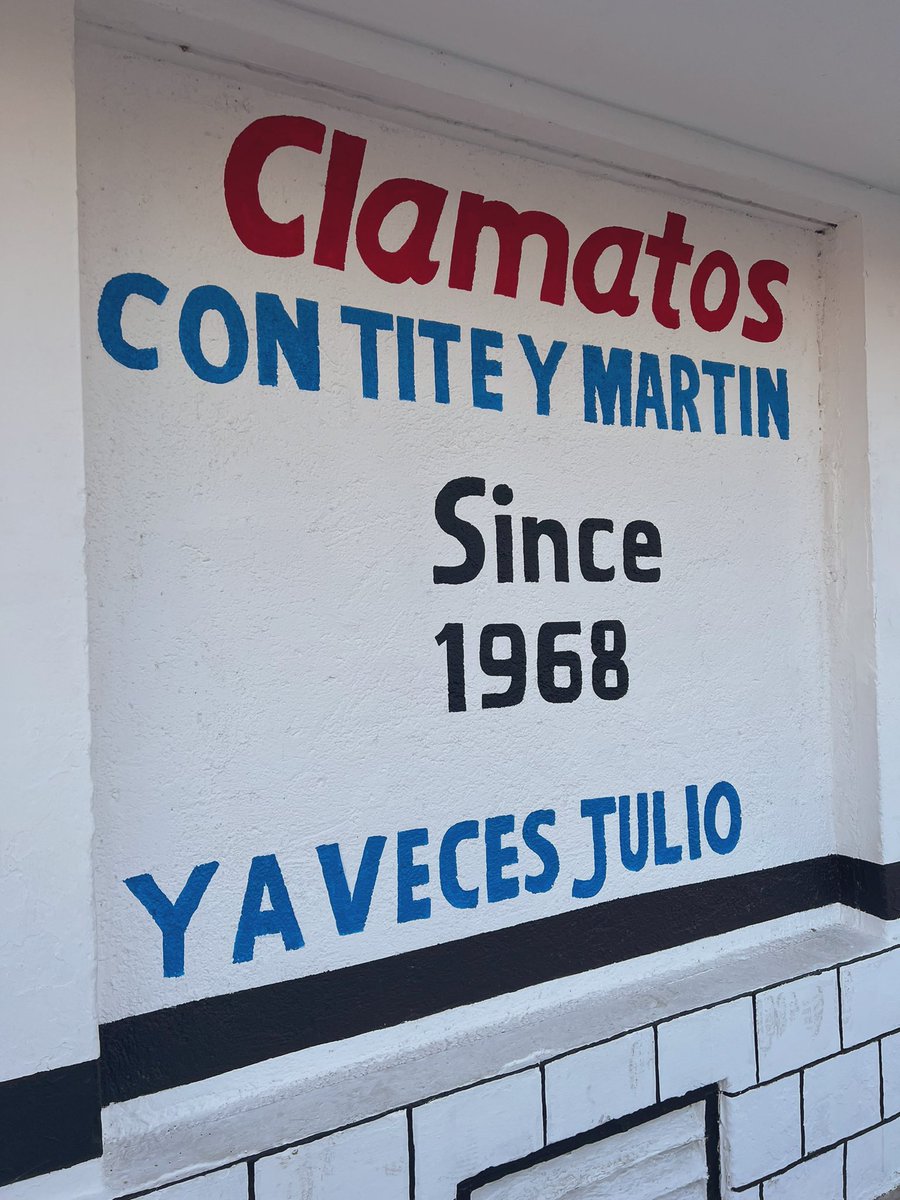 Clamatos
CON TITE Y MARTIN
Since
1968
Y A VECES JULIO